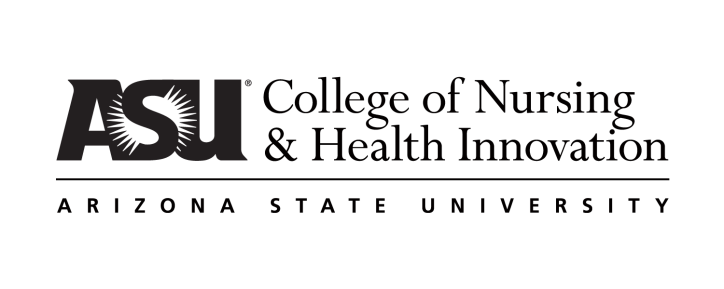 ASU® College of Nursing
& Health Innovation
ARIZONA STATE UNIVERSITY